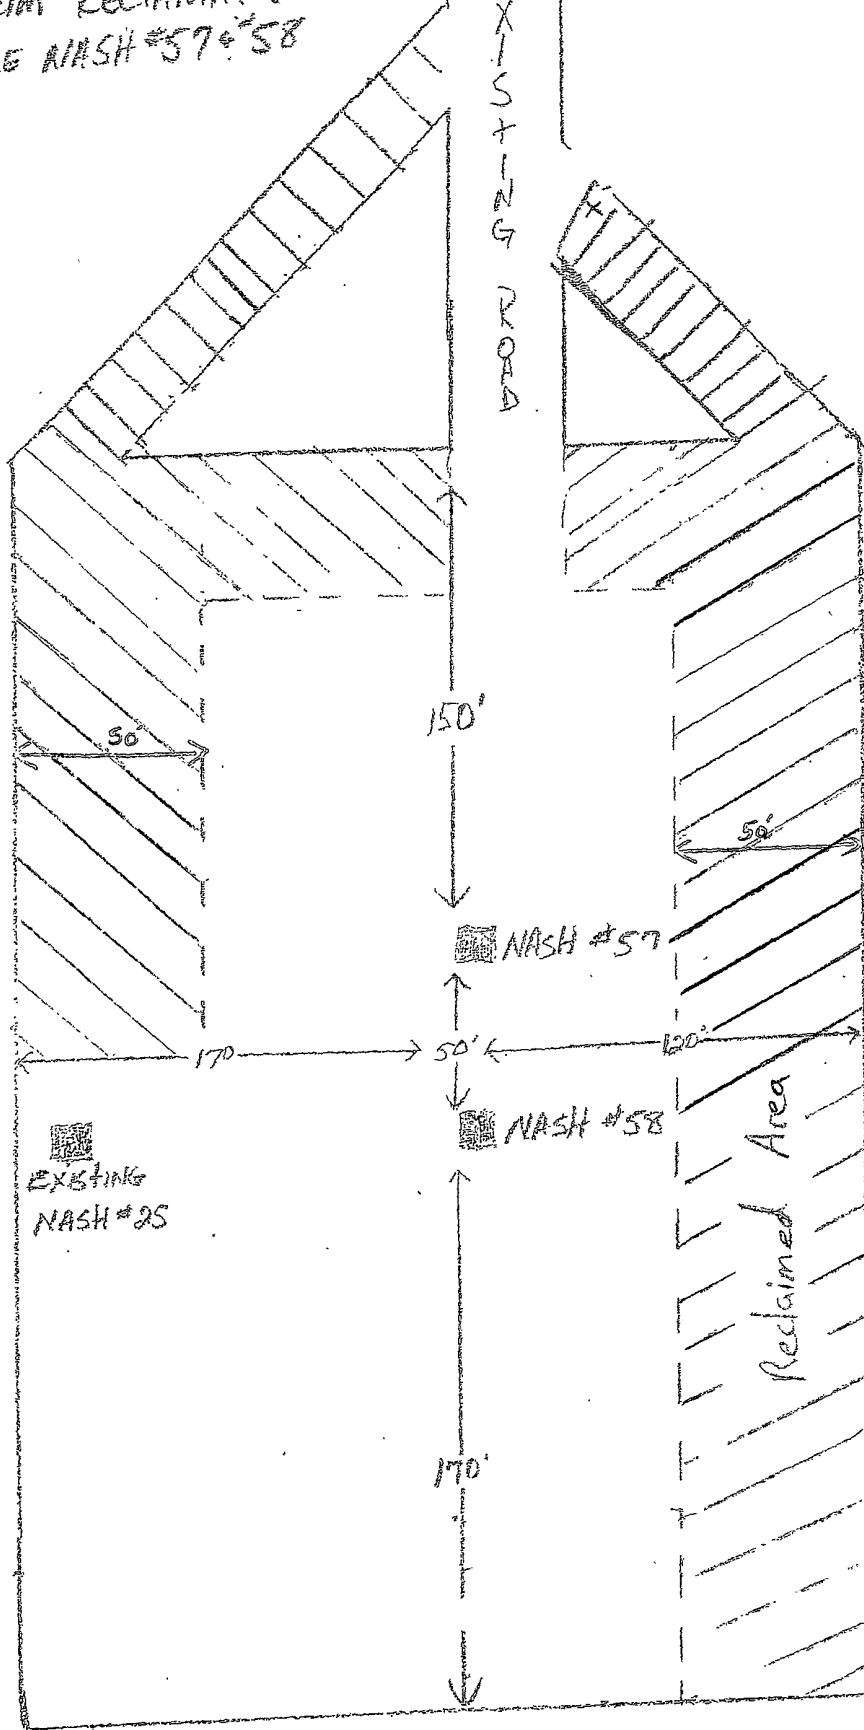 E NASH #57 & #58
XISTING ROAD
150'
50'
50'
NASH #57
170
50'
120'
NASH #58
EXISTING
NASH #25
Reclaimed Area
170'